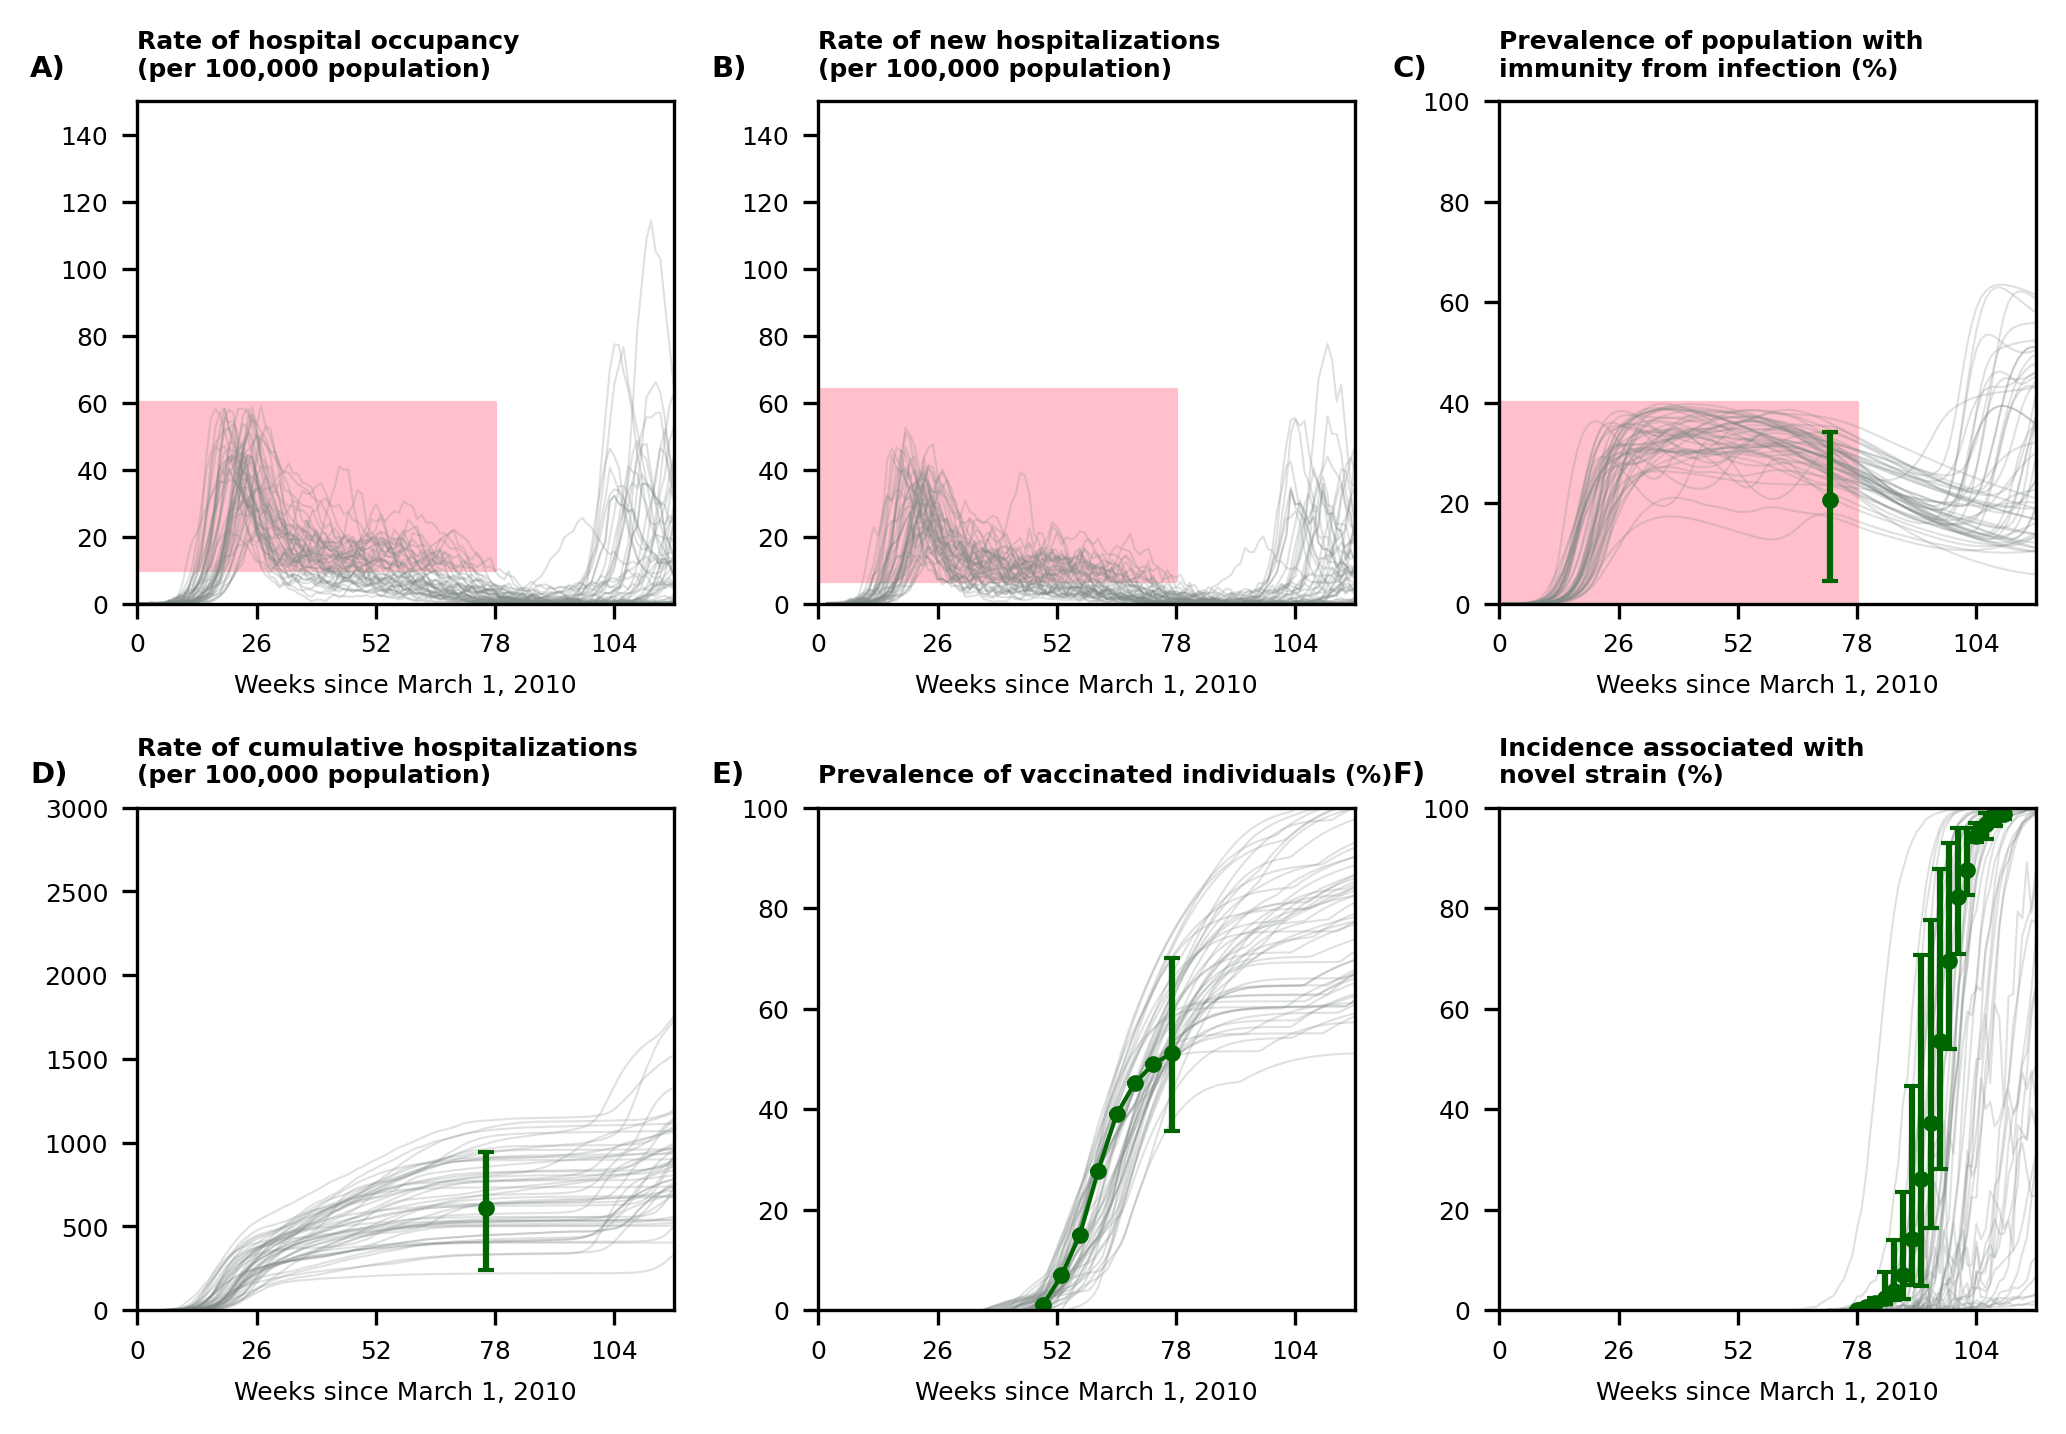 A)
Rate of hospital occupancy
(per 100,000 population)
140
120
100
80
60
40
20
0
0 26 52 78 104
Weeks since March 1, 2010
B)
Rate of new hospitalizations
(per 100,000 population)
140
120
100
80
60
40
20
0
0 26 52 78 104
Weeks since March 1, 2010
C)
Prevalence of population with
immunity from infection (%)
100
80
60
40
20
0
0 26 52 78 104
Weeks since March 1, 2010
D)
Rate of cumulative hospitalizations
(per 100,000 population)
3000
2500
2000
1500
1000
500
0
0 26 52 78 104
Weeks since March 1, 2010
E)
Prevalence of vaccinated individuals (%)
100
80
60
40
20
0
0 26 52 78 104
Weeks since March 1, 2010
F)
Incidence associated with
novel strain (%)
100
80
60
40
20
0
0 26 52 78 104
Weeks since March 1, 2010